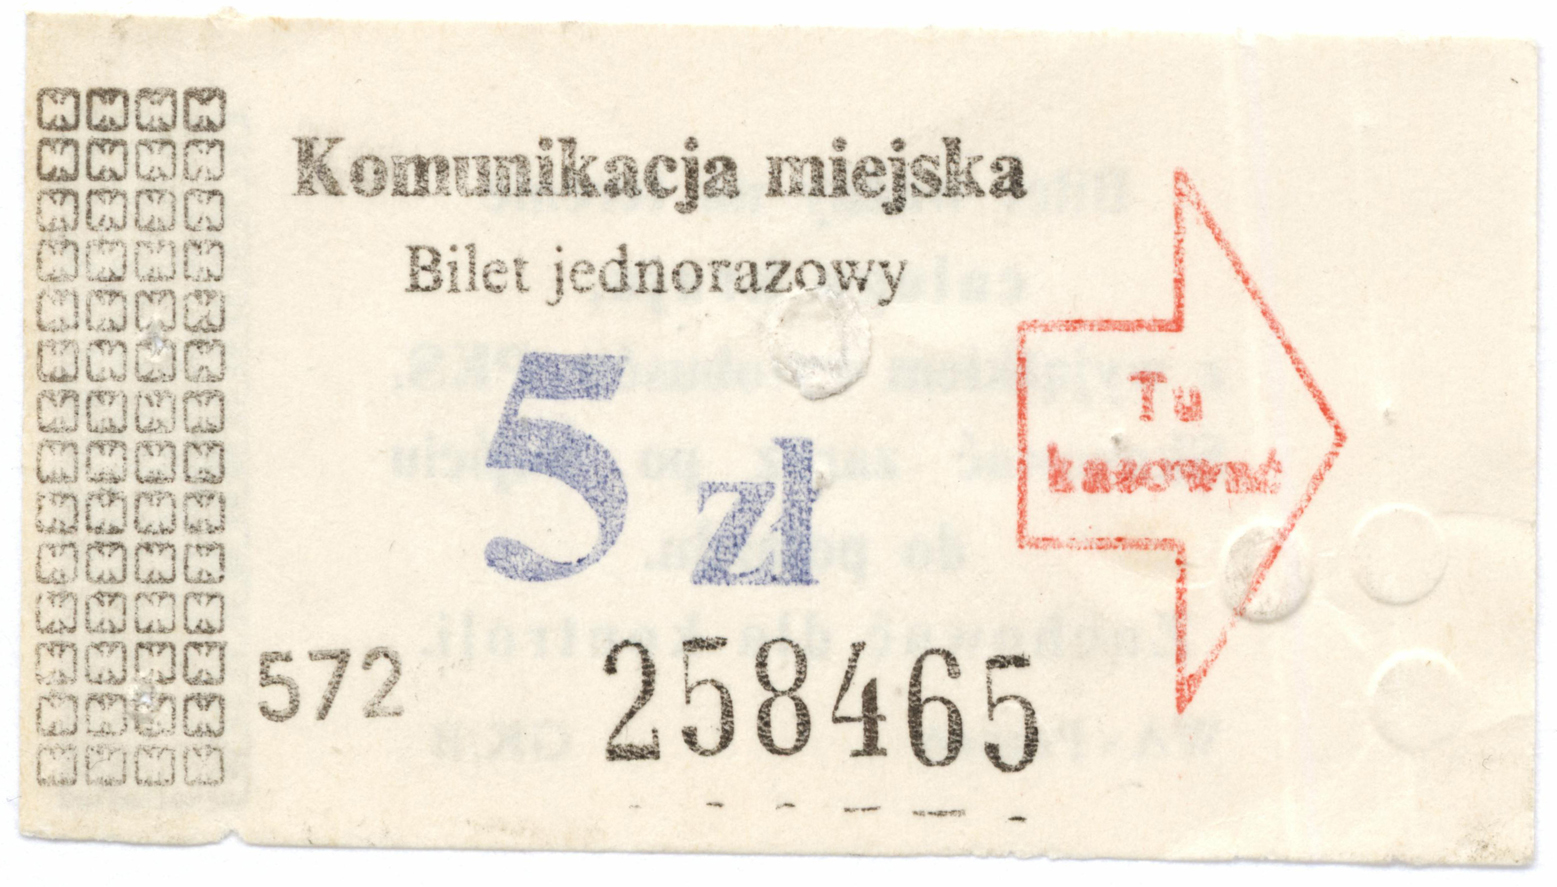 Komunikacja miejska
Bilet jednorazowy
5 zł
Tu
kasować
572
258465